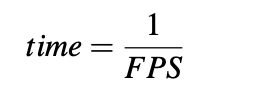 time = 1/FPS